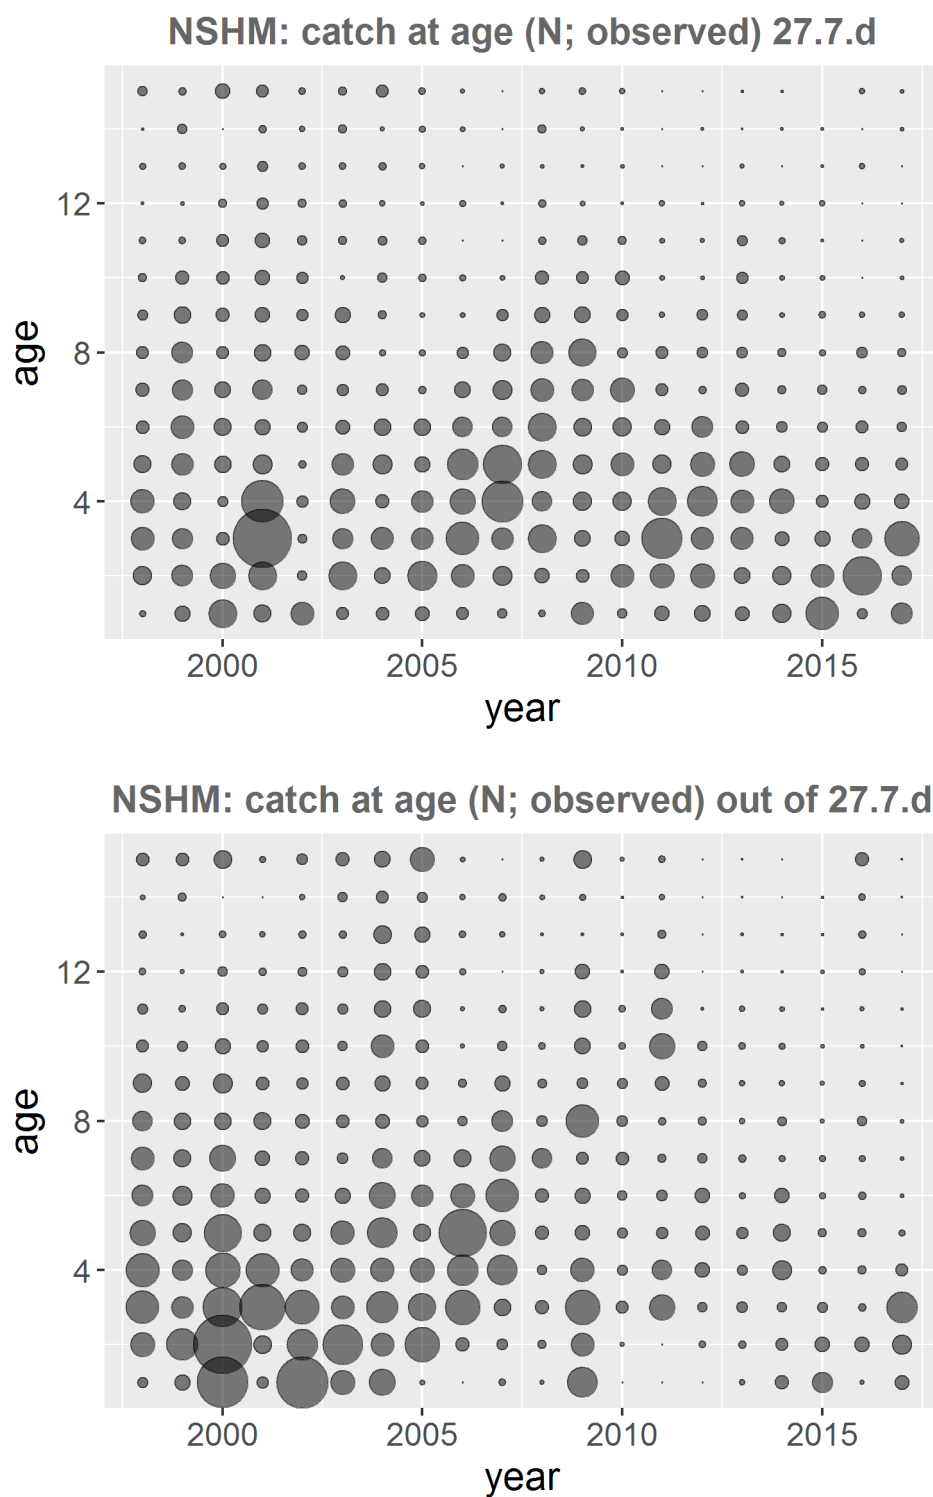 NSHM: catch at age (N; observed) 27.7.d
12
8
4
age
2000 2005 2010 2015
year
NSHM: catch at age (N; observed) out of 27.7.d
12
8
4
age
2000 2005 2010 2015
year